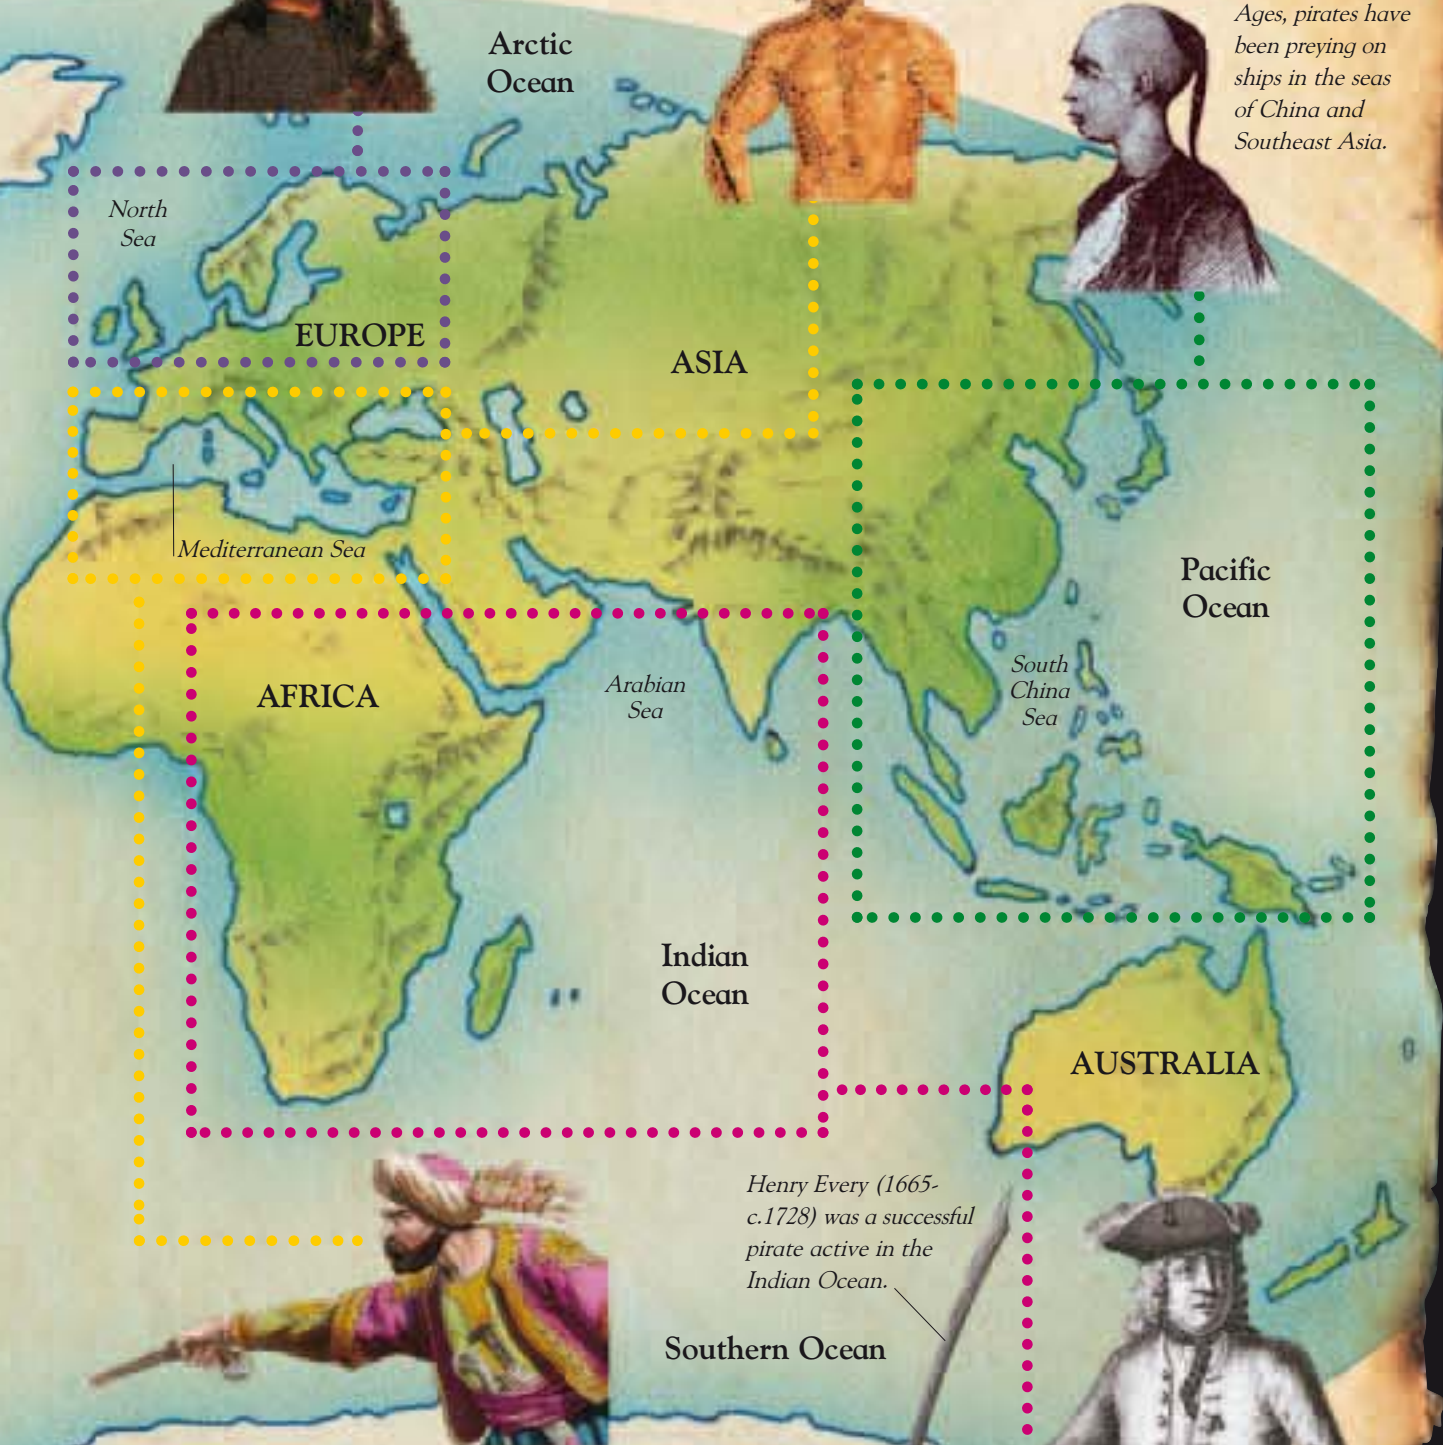 Ages, pirates have
been preying on
ships in the seas
of China and
Southeast Asia.
Arctic
Ocean
North
Sea
EUROPE
ASIA
Mediterranean Sea
Pacific
Ocean
South
China
Sea
Arabian
Sea
AFRICA
Indian
Ocean
AUSTRALIA
Henry Every (1665-
c.1728) was a successful
pirate active in the
Indian Ocean.
Southern Ocean